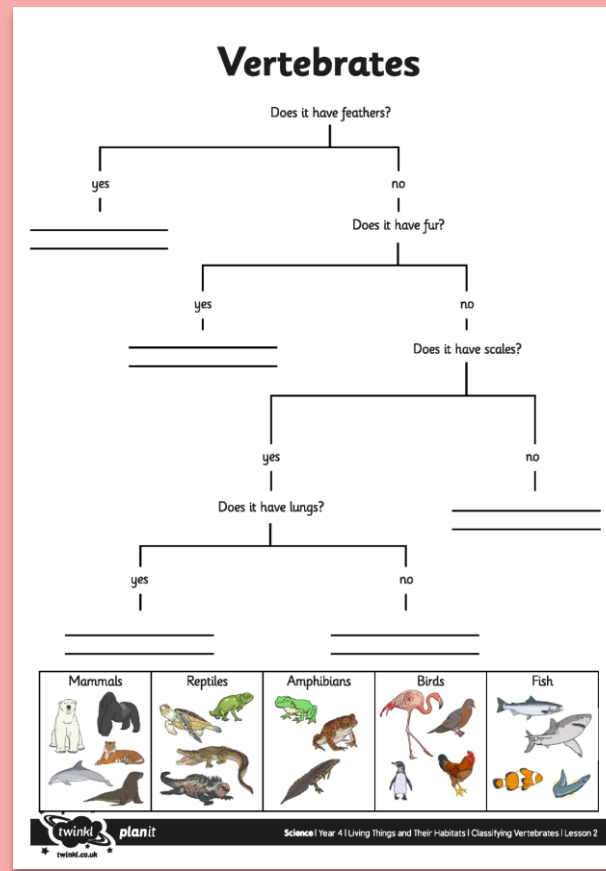 Vertebrates
Does it have feathers?
yes
no
Does it have fur?
yes
no
Does it have scales?
yes
no
Does it have lungs?
yes
no
Mammals
Reptiles
Amphibians
Birds
Fish
twinkl planit
Science | Year 4 | Living Things and Their Habitats | Classifying Vertebrates | Lesson 2
twinkl.co.uk